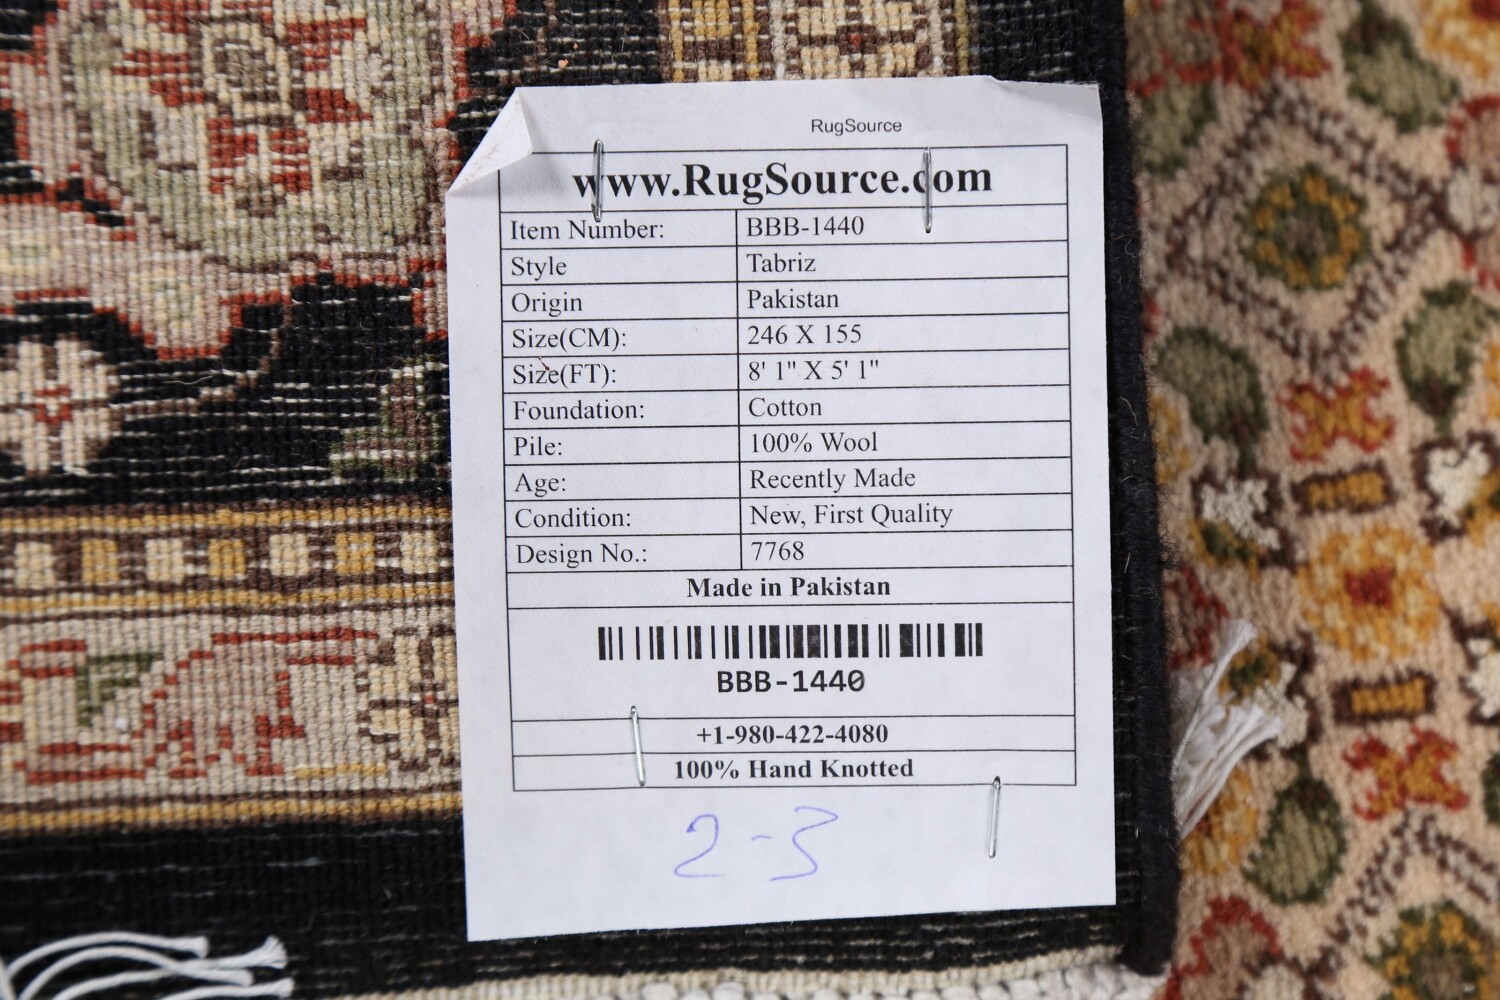 RugSource
www.RugSource.com
Item Number: BBB-1440
Style Tabriz
Origin Pakistan
Size(CM): 246 X 155
Size(FT): 8' 1" X 5' 1"
Foundation: Cotton
Pile: 100% Wool
Age: Recently Made
Condition: New, First Quality
Design No.: 7768
Made in Pakistan
BBB-1440
+1-980-422-4080
100% Hand Knotted
2-3